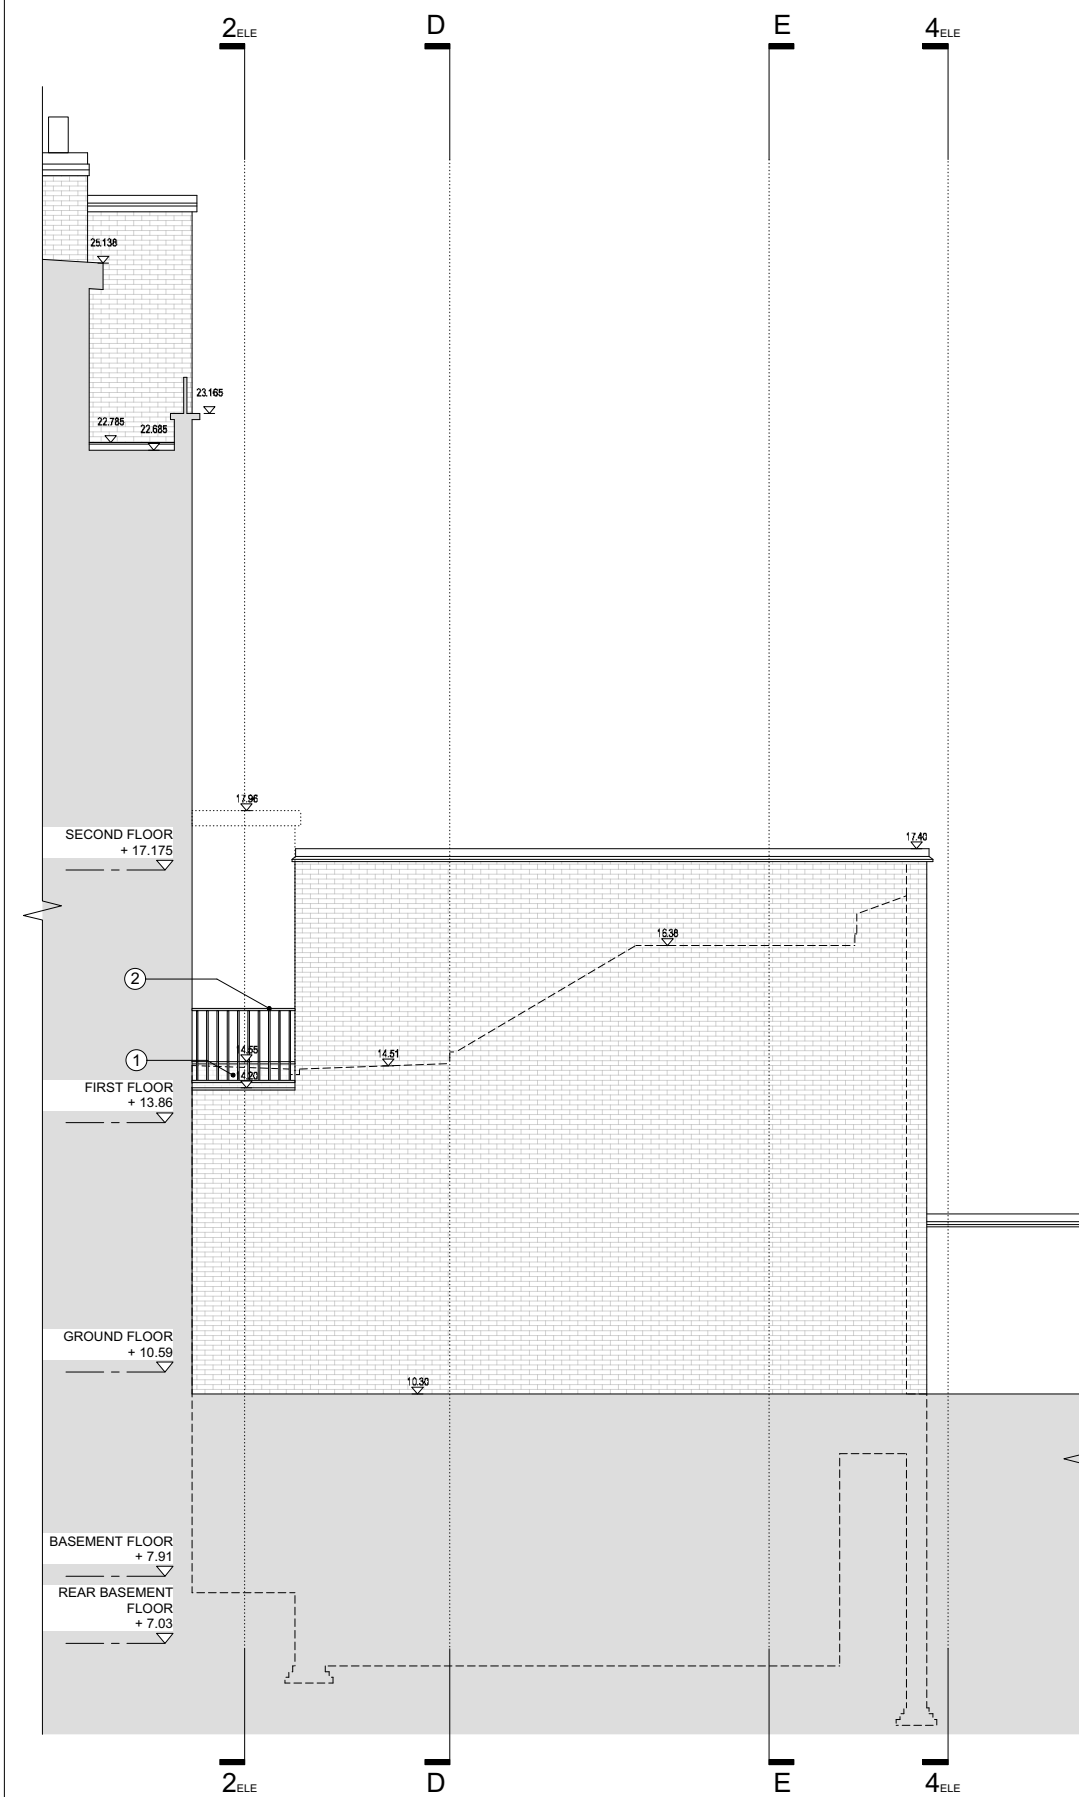 2ELE D E 4ELE
25.138
23.165
22.785
22.685
17.96
SECOND FLOOR
+ 17.175
17.40
16.38
2
14.55
14.51
1
14.20
FIRST FLOOR
+ 13.86
GROUND FLOOR
+ 10.59
10.30
BASEMENT FLOOR
+ 7.91
REAR BASEMENT
FLOOR
+ 7.03
2ELE D E 4ELE